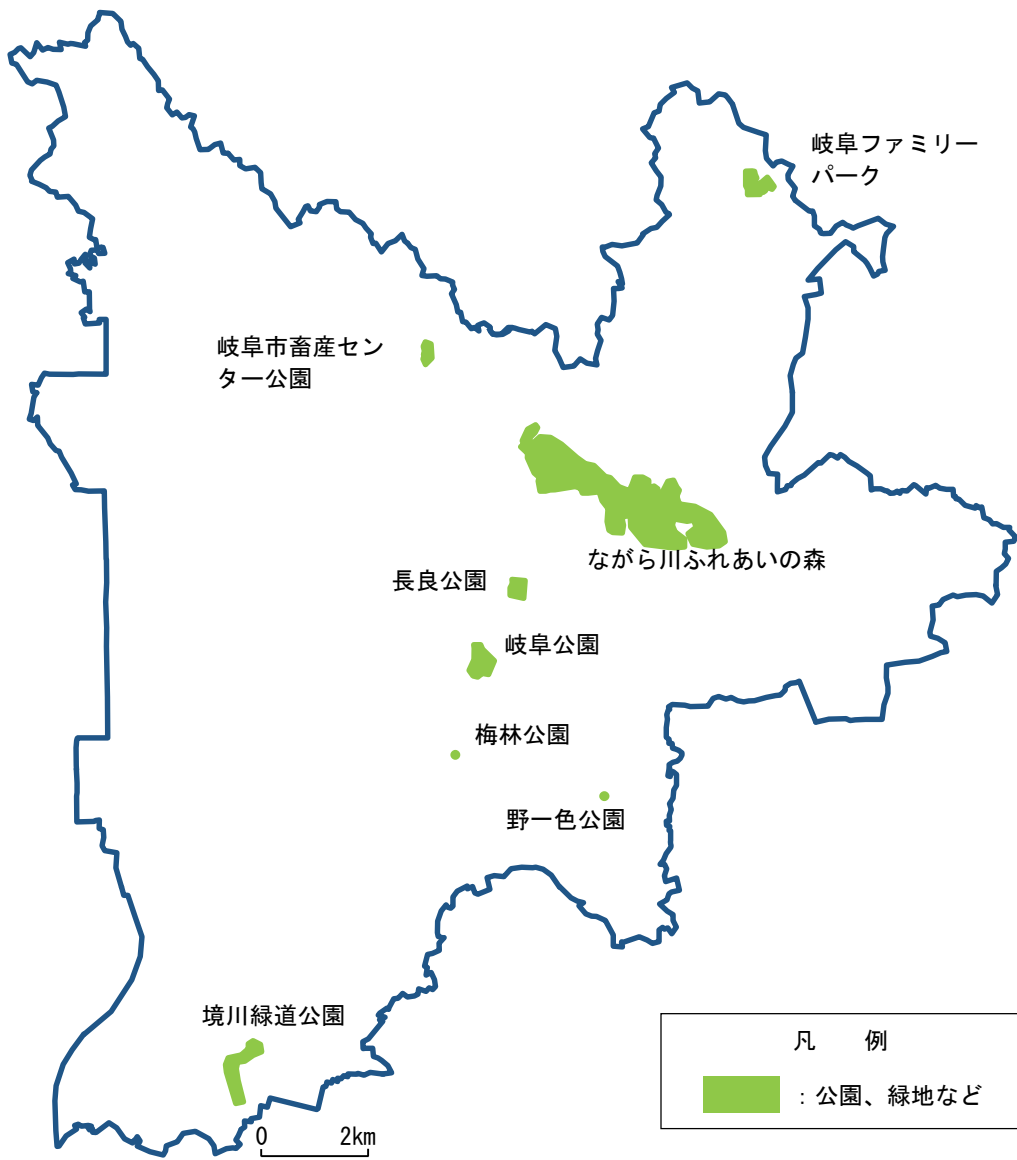 岐阜ファミリー
パーク
岐阜市畜産セン
ター公園
ながら川ふれあいの森
長良公園
岐阜公園
梅林公園
野一色公園
境川緑道公園
凡　例
：公園、緑地など
0 2km